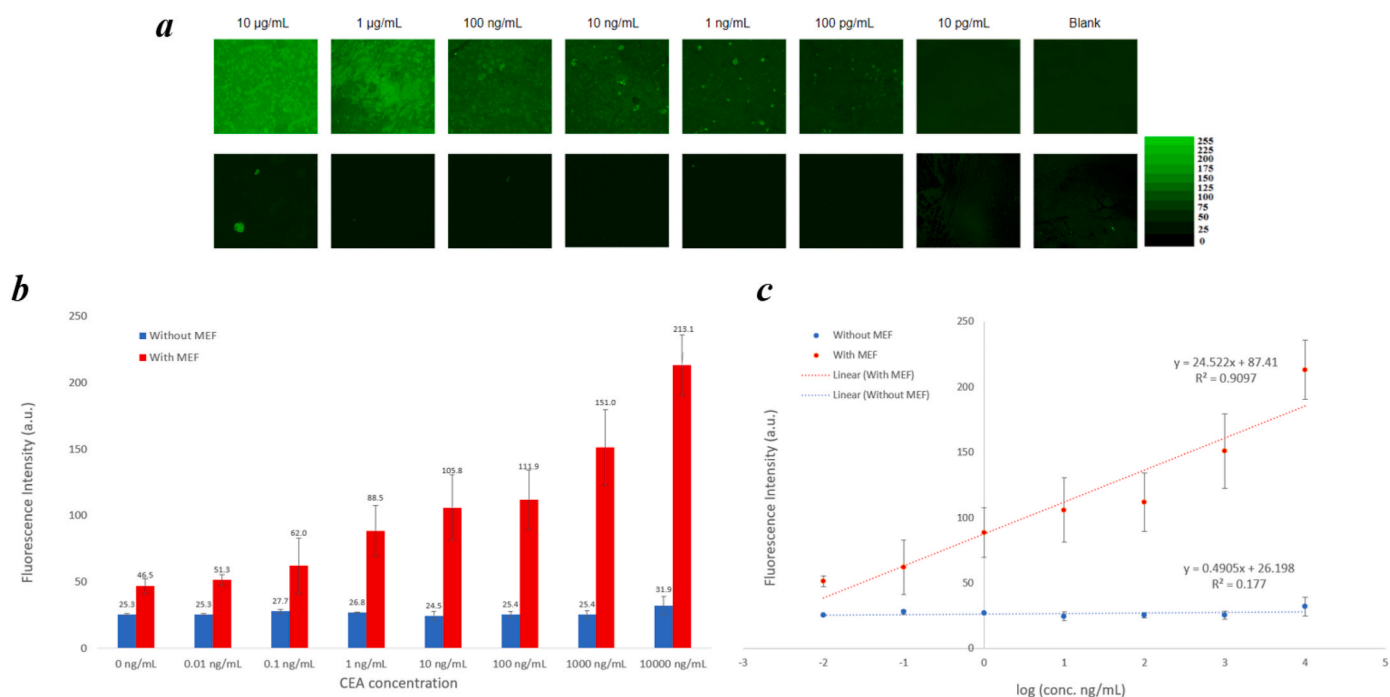 a
10 µg/mL 1 µg/mL 100 ng/mL 10 ng/mL 1 ng/mL 100 pg/mL 10 pg/mL Blank
255
225
200
175
150
125
100
75
50
25
0
b
250
200
150
100
50
0
Fluorescence Intensity (a.u.)
Without MEF
With MEF
25.3 46.5 25.3 51.3 27.7 62.0 26.8 88.5 24.5 105.8 25.4 111.9 25.4 151.0 31.9 213.1
0 ng/mL 0.01 ng/mL 0.1 ng/mL 1 ng/mL 10 ng/mL 100 ng/mL 1000 ng/mL 10000 ng/mL
CEA concentration
c
250
200
150
100
50
0
Fluorescence Intensity (a.u.)
Without MEF
With MEF
Linear (With MEF)
Linear (Without MEF)
y = 24.522x + 87.41
R² = 0.9097
y = 0.4905x + 26.198
R² = 0.177
-3 -2 -1 0 1 2 3 4 5
log (conc. ng/mL)